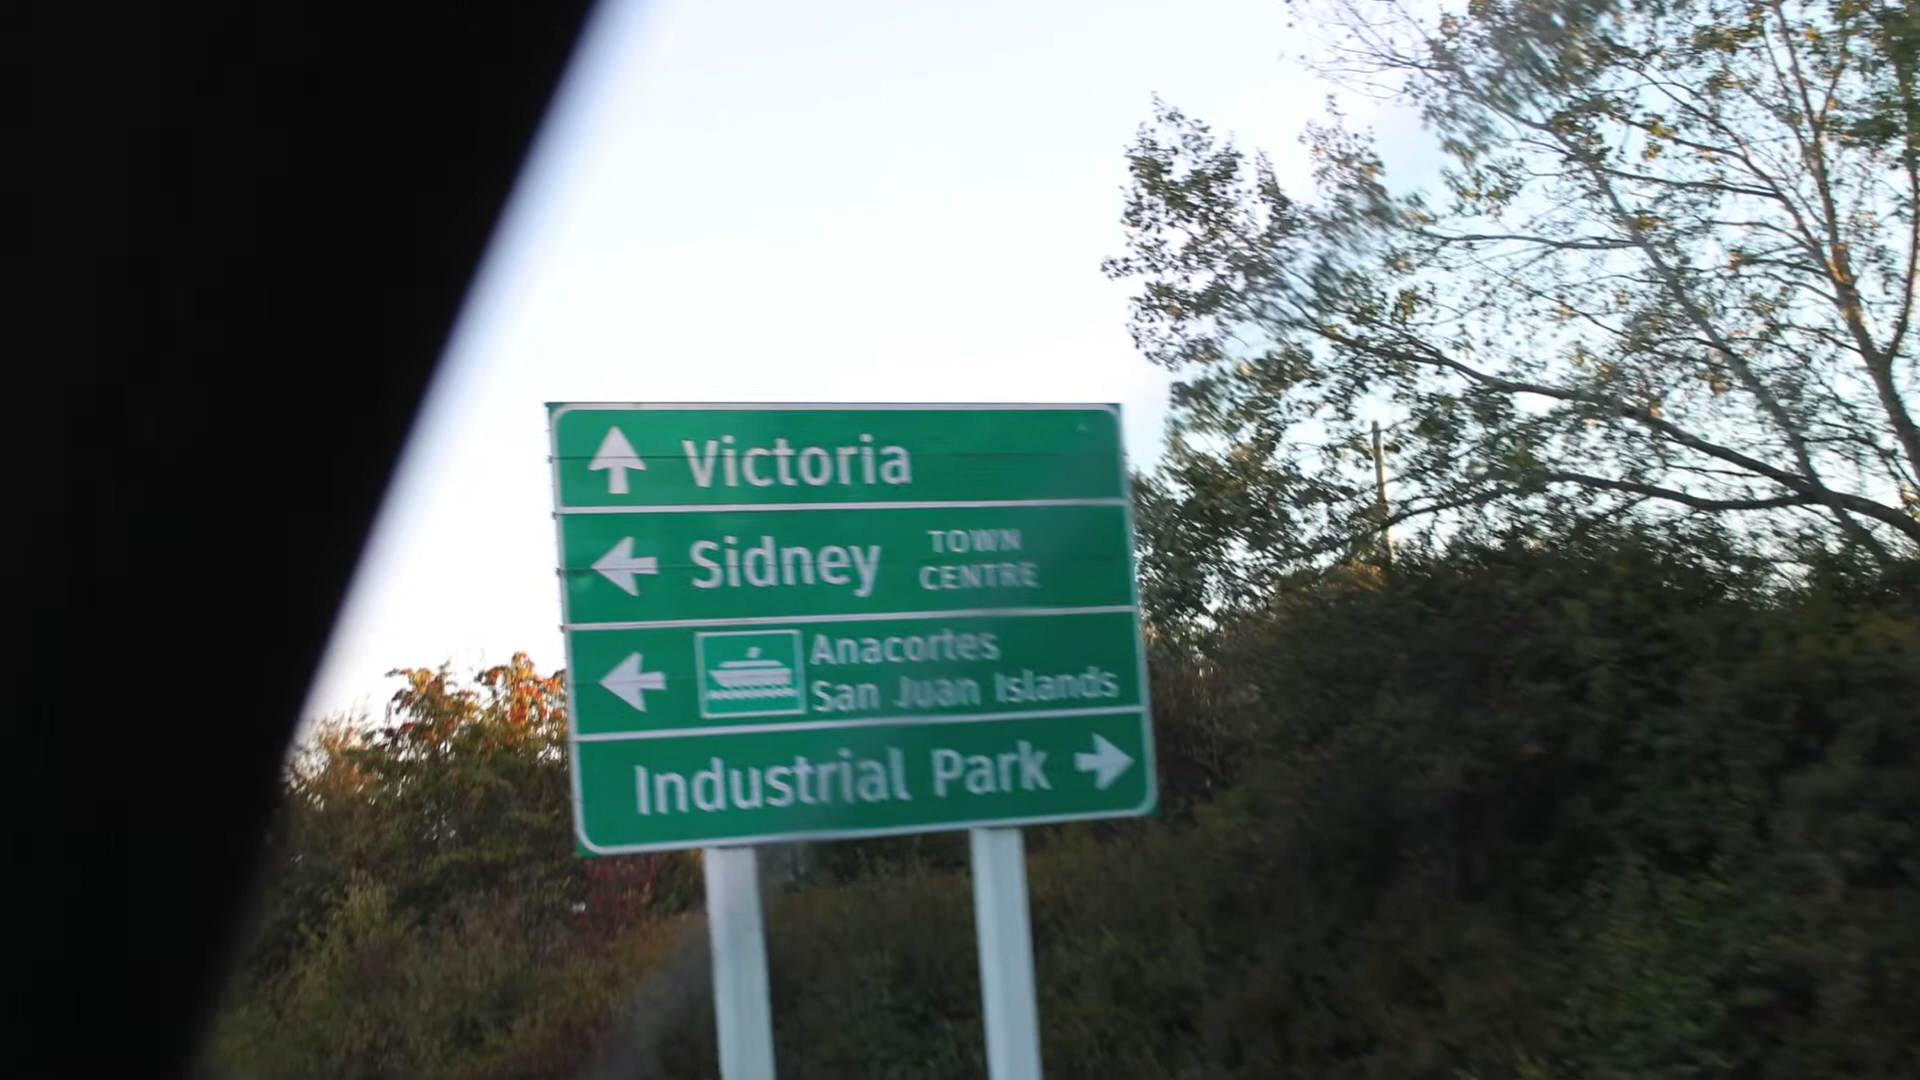 Victoria
Sidney TOWN CENTRE
Anacortes
San Juan Islands
Industrial Park